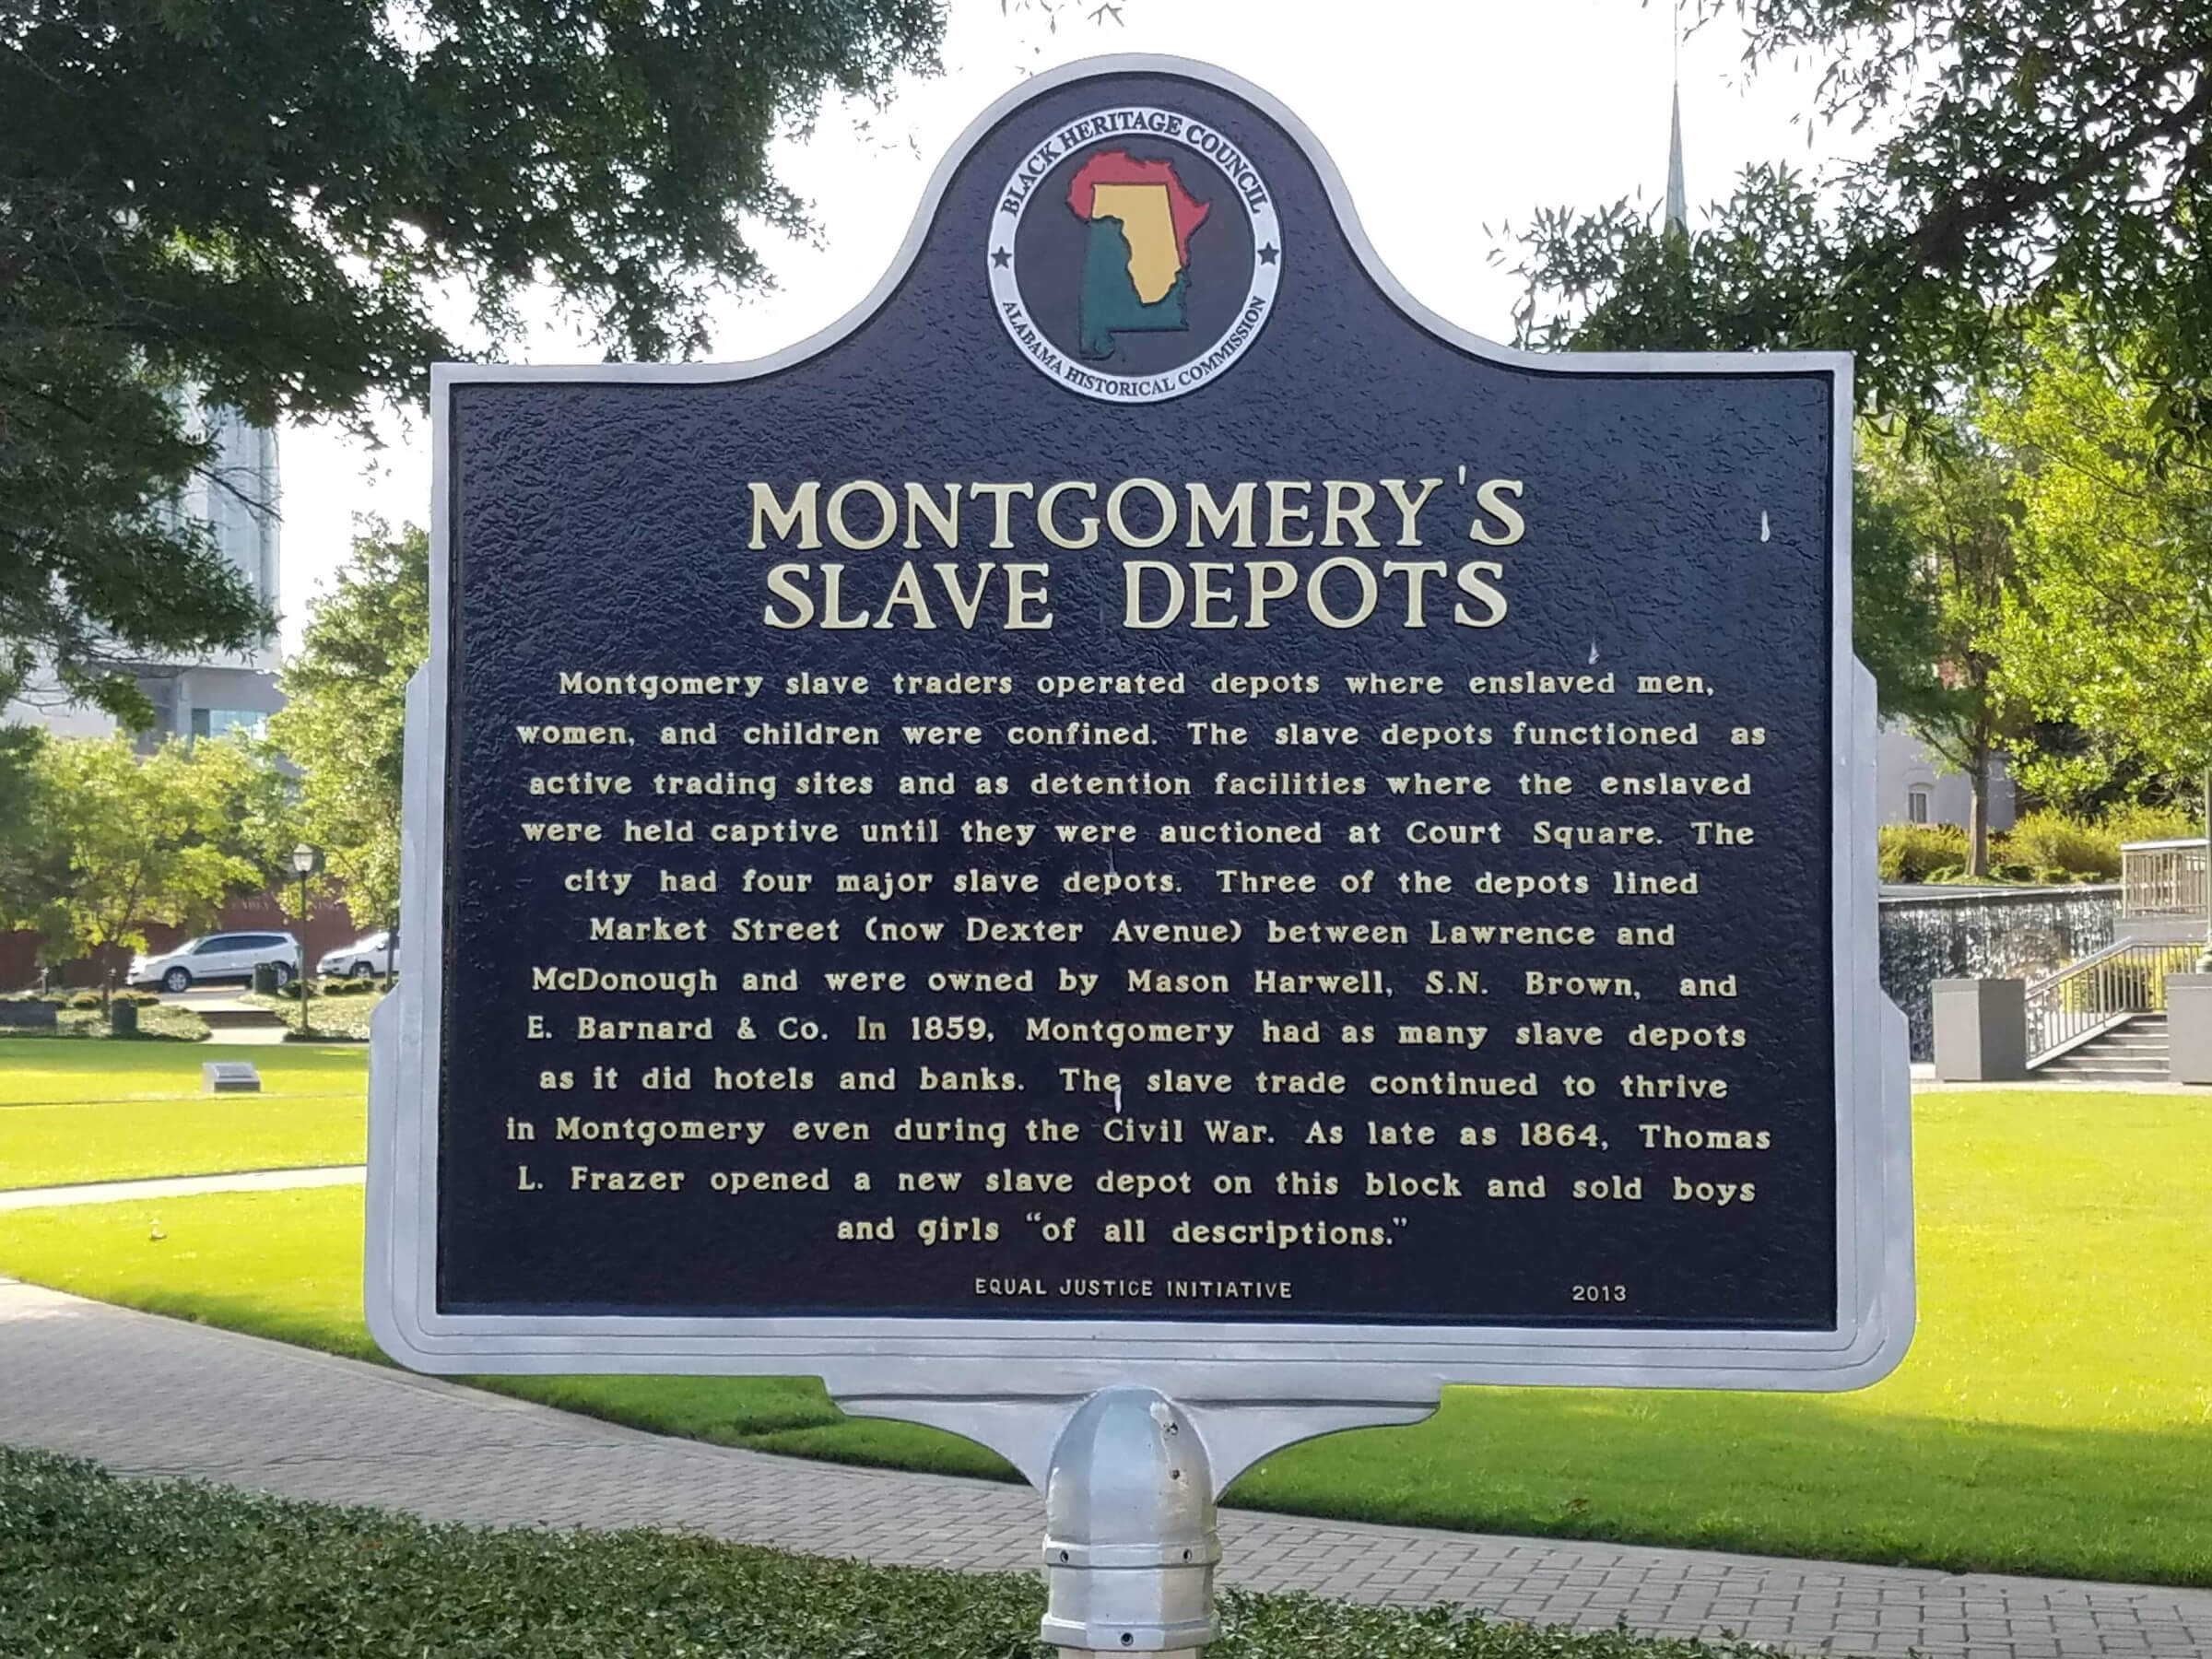 BLACK HERITAGE COUNCIL
ALABAMA HISTORICAL COMMISSION
MONTGOMERY'S
SLAVE DEPOTS
Montgomery slave traders operated depots where enslaved men,
women, and children were confined. The slave depots functioned as
active trading sites and as detention facilities where the enslaved
were held captive until they were auctioned at Court Square. The
city had four major slave depots. Three of the depots lined
Market Street (now Dexter Avenue) between Lawrence and
McDonough and were owned by Mason Harwell, S.N. Brown, and
E. Barnard & Co. In 1859, Montgomery had as many slave depots
as it did hotels and banks. The slave trade continued to thrive
in Montgomery even during the Civil War. As late as 1864, Thomas
L. Frazer opened a new slave depot on this block and sold boys
and girls “of all descriptions.”
EQUAL JUSTICE INITIATIVE 2013